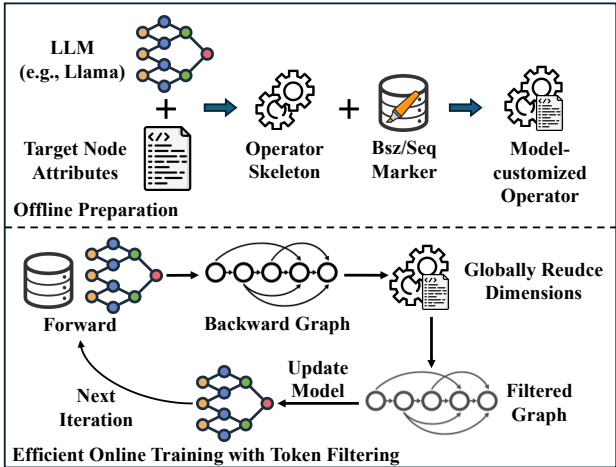 LLM
(e.g., Llama)
Target Node
Attributes
Operator
Skeleton
Bsz/Seq
Marker
Model-
customized
Operator
Offline Preparation
Forward
Backward Graph
Globally Reudce
Dimensions
Next
Iteration
Update
Model
Filtered
Graph
Efficient Online Training with Token Filtering